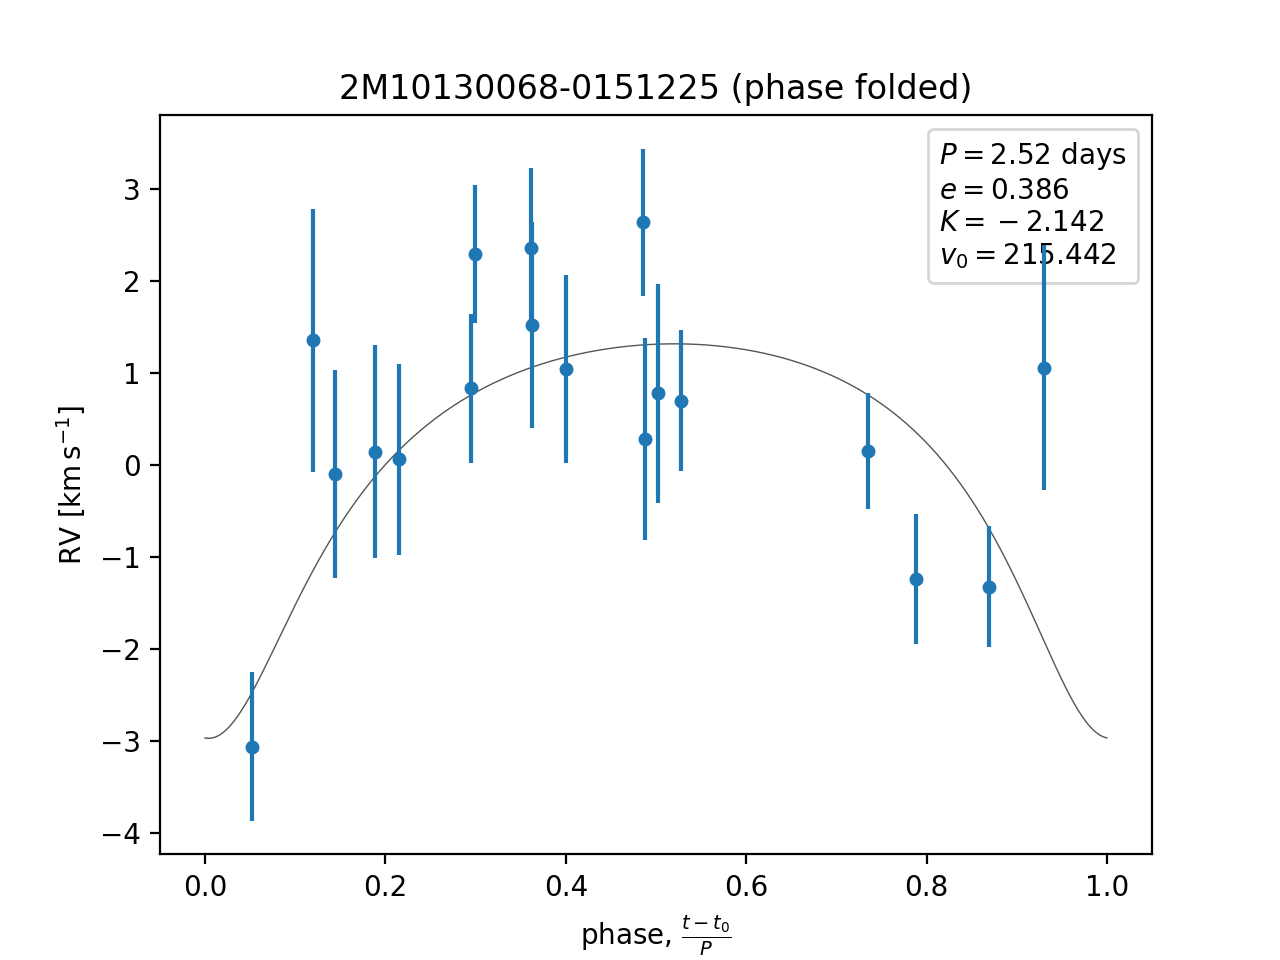 2M10130068-0151225 (phase folded)
P = 2.52 days
e = 0.386
K = −2.142
v₀ = 215.442
3
2
1
0
−1
−2
−3
−4
RV [km s⁻¹]
0.0 0.2 0.4 0.6 0.8 1.0
phase, (t − t₀)/P